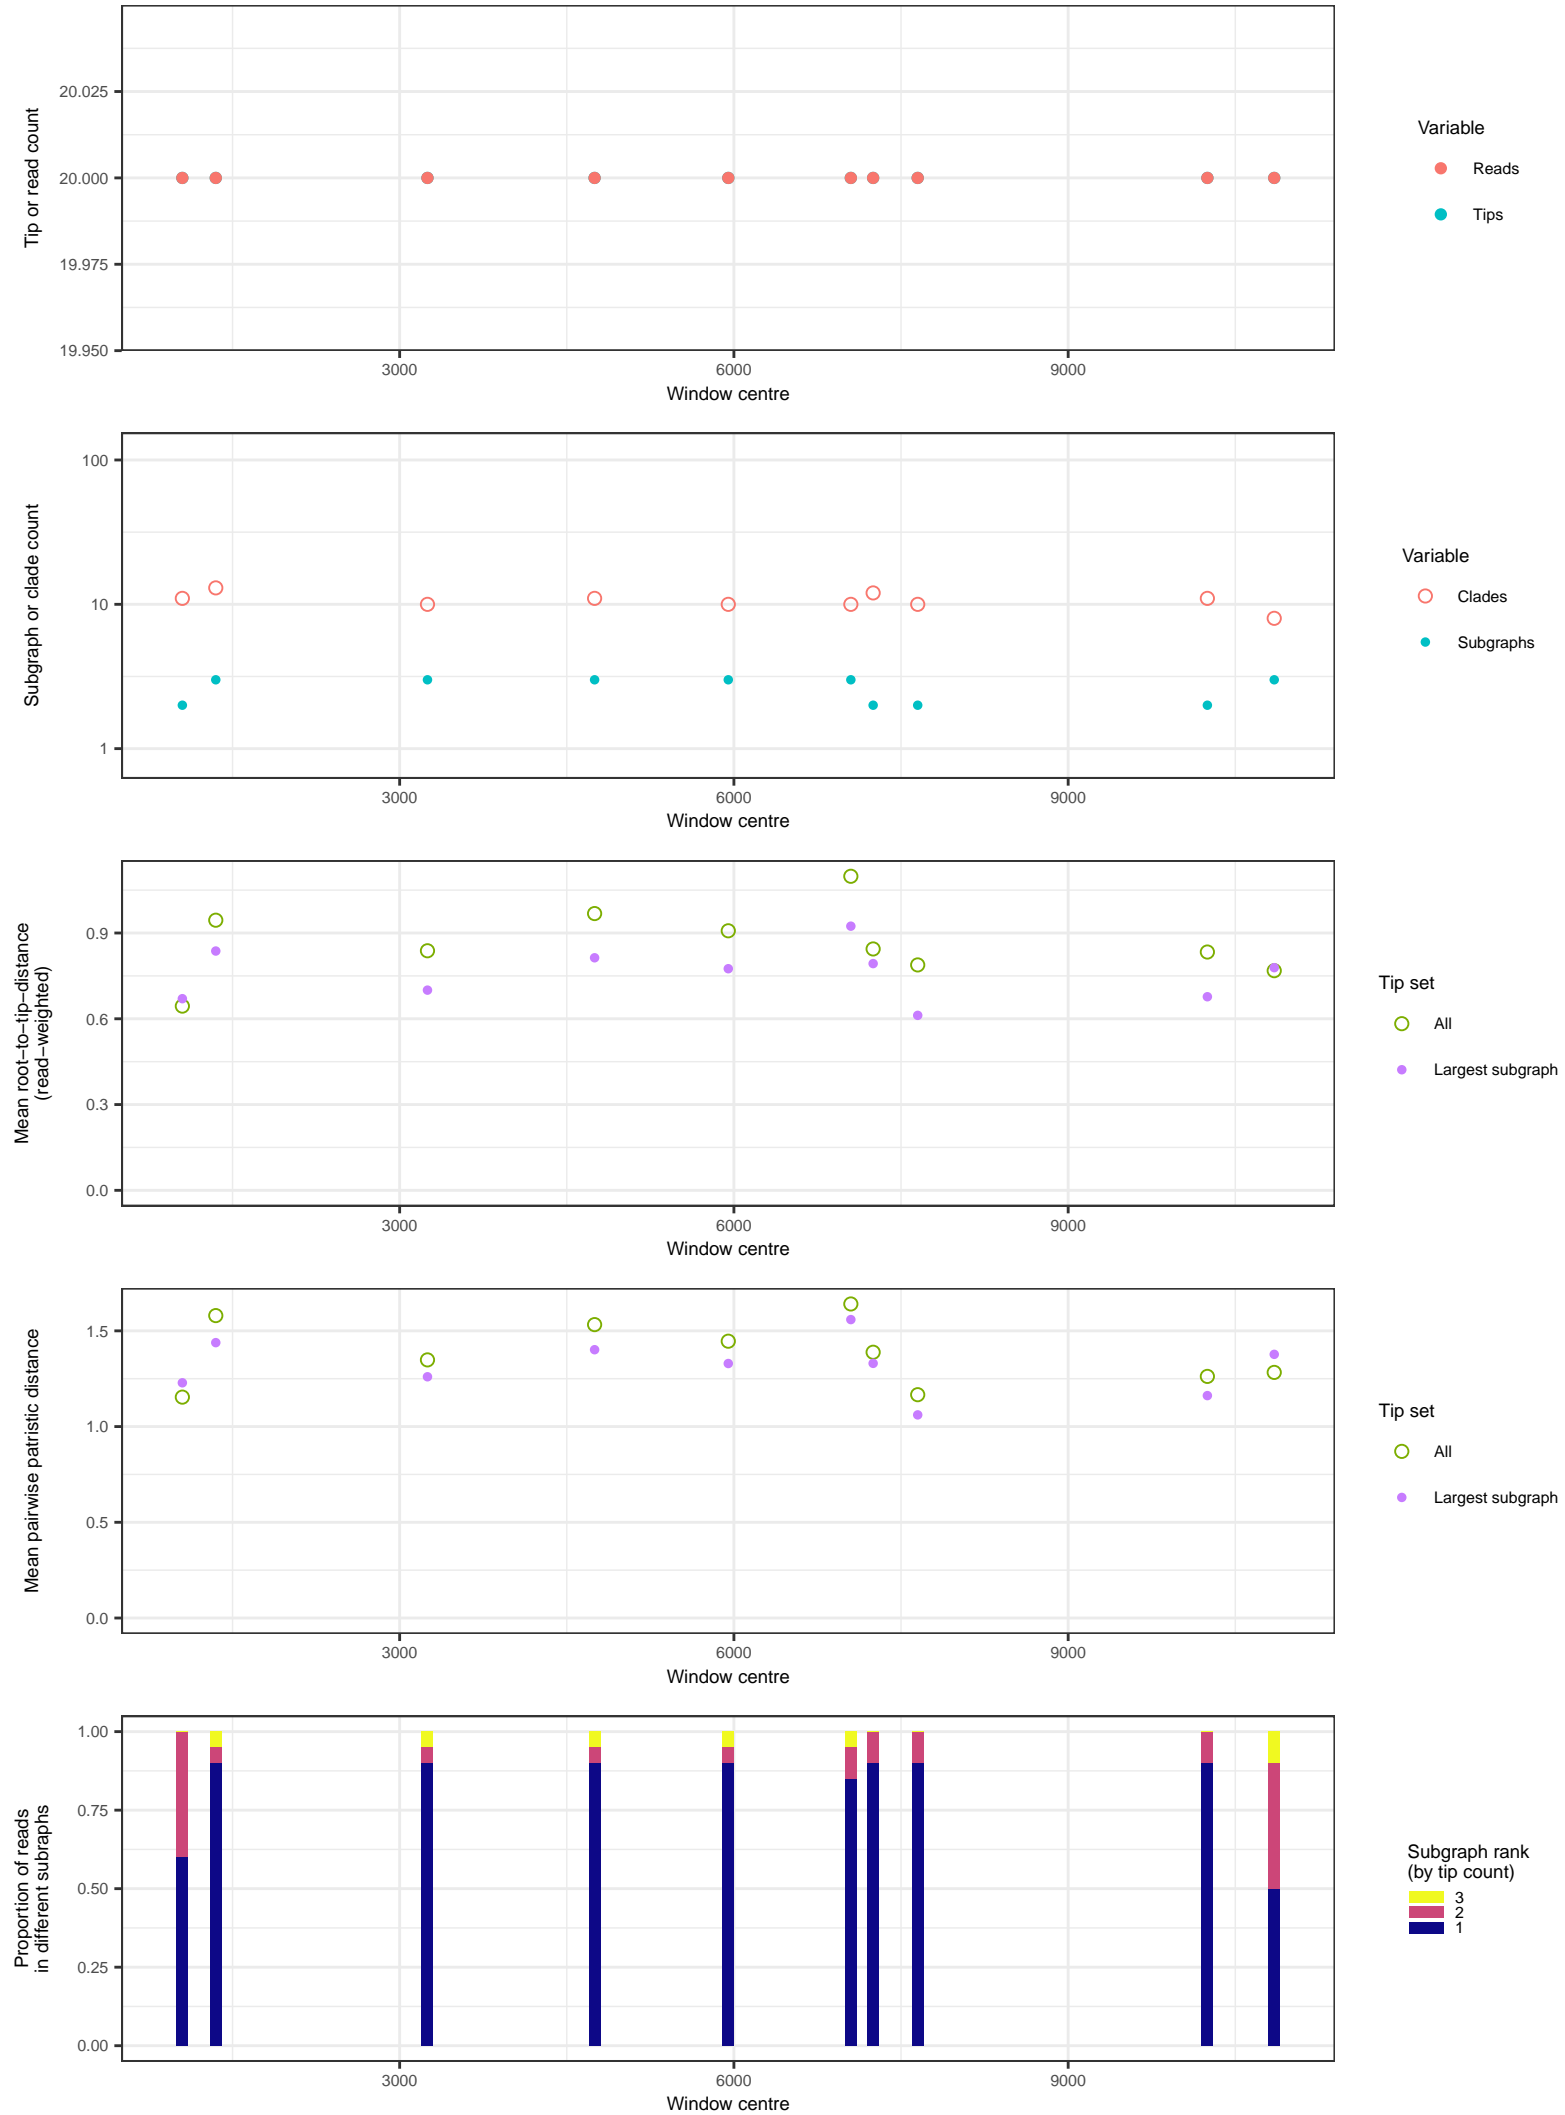 Tip or read count
20.025
20.000
19.975
19.950
3000 6000 9000
Window centre
Variable
Reads
Tips
Subgraph or clade count
100
10
1
3000 6000 9000
Window centre
Variable
Clades
Subgraphs
Mean root−to−tip−distance
(read−weighted)
0.9
0.6
0.3
0.0
3000 6000 9000
Window centre
Tip set
All
Largest subgraph
Mean pairwise patristic distance
1.5
1.0
0.5
0.0
3000 6000 9000
Window centre
Tip set
All
Largest subgraph
Proportion of reads
in different subraphs
1.00
0.75
0.50
0.25
0.00
3000 6000 9000
Window centre
Subgraph rank
(by tip count)
3
2
1